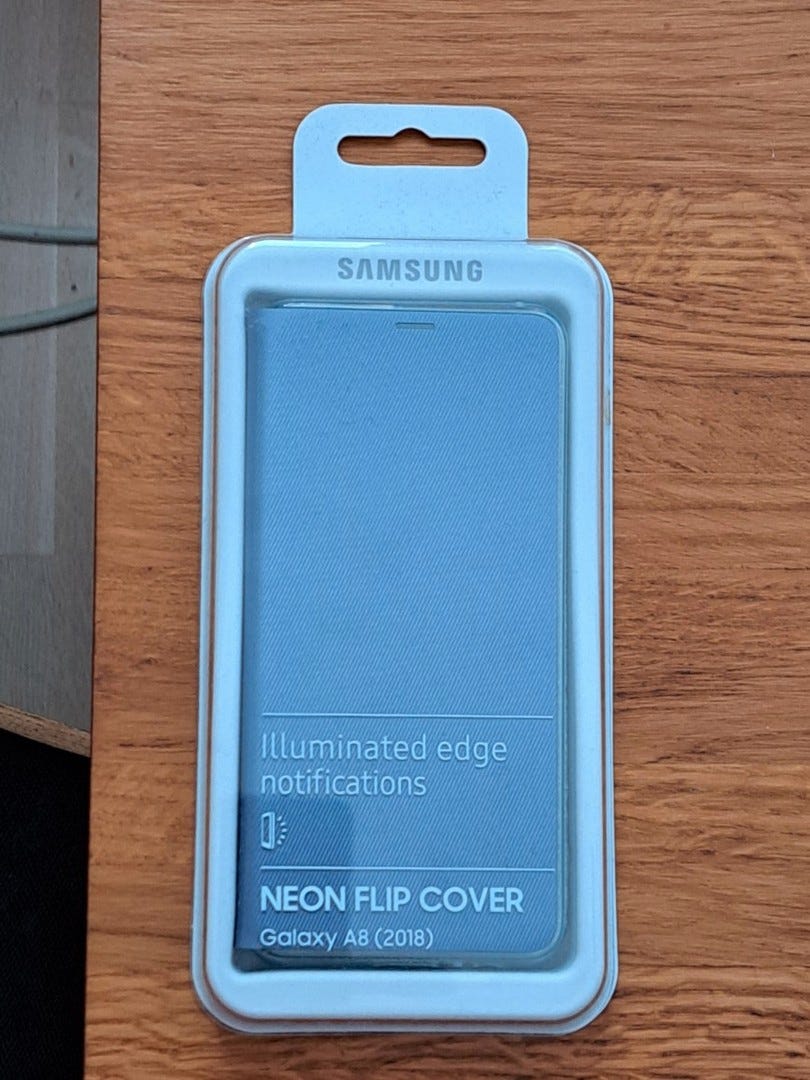 SAMSUNG
Illuminated edge
notifications
NEON FLIP COVER
Galaxy A8 (2018)